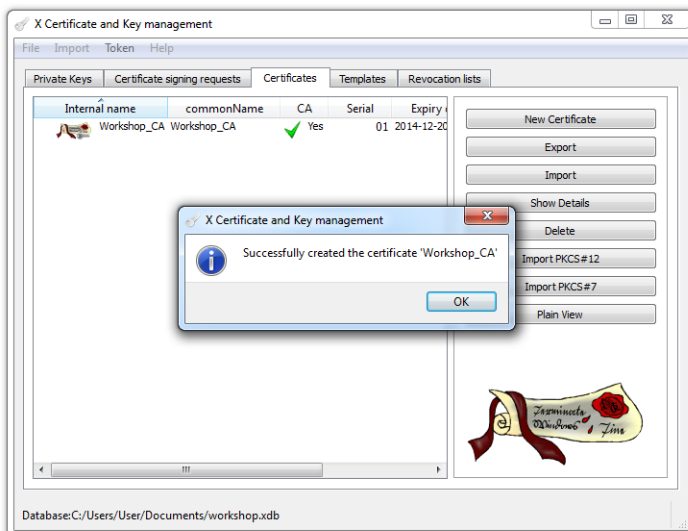 X Certificate and Key management
File Import Token Help
Private Keys Certificate signing requests Certificates Templates Revocation lists
Internal name commonName CA Serial Expiry
Workshop_CA Workshop_CA Yes 01 2014-12-20
New Certificate
Export
Import
Show Details
Delete
Import PKCS#12
Import PKCS#7
Plain View
X Certificate and Key management
Successfully created the certificate 'Workshop_CA'
OK
Database:C:/Users/User/Documents/workshop.xdb